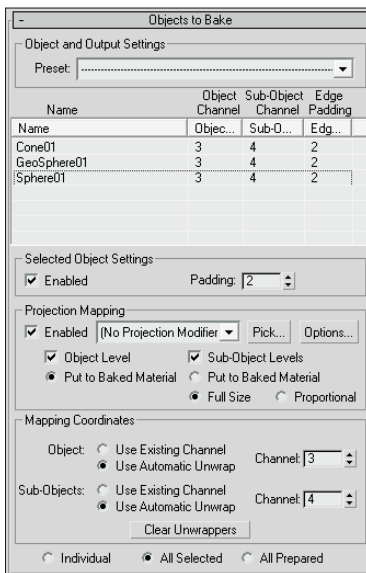 - Objects to Bake
Object and Output Settings
Preset: --------------------------------------------------
Object Sub-Object Edge
Name Channel Channel Padding
Name Objec... Sub-O... Edg...
Cone01 3 4 2
GeoSphere01 3 4 2
Sphere01 3 4 2
Selected Object Settings
Enabled Padding: 2
Projection Mapping
Enabled (No Projection Modifier Pick... Options...
Object Level Sub-Object Levels
Put to Baked Material Put to Baked Material
Full Size Proportional
Mapping Coordinates
Object: Use Existing Channel
Use Automatic Unwrap Channel: 3
Sub-Objects: Use Existing Channel
Use Automatic Unwrap Channel: 4
Clear Unwrappers
Individual All Selected All Prepared